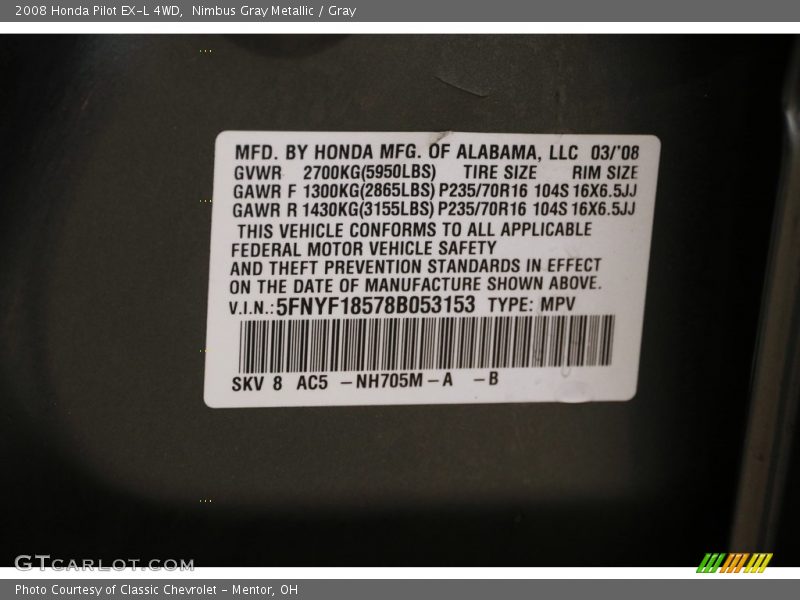 2008 Honda Pilot EX-L 4WD, Nimbus Gray Metallic / Gray
MFD. BY HONDA MFG. OF ALABAMA, LLC 03/'08
GVWR 2700KG(5950LBS) TIRE SIZE RIM SIZE
GAWR F 1300KG(2865LBS) P235/70R16 104S 16X6.5JJ
GAWR R 1430KG(3155LBS) P235/70R16 104S 16X6.5JJ
THIS VEHICLE CONFORMS TO ALL APPLICABLE
FEDERAL MOTOR VEHICLE SAFETY
AND THEFT PREVENTION STANDARDS IN EFFECT
ON THE DATE OF MANUFACTURE SHOWN ABOVE.
V.I.N.: 5FNYF18578B053153 TYPE: MPV
SKV 8 AC5 – NH705M – A – B
GTCARLOT.COM
Photo Courtesy of Classic Chevrolet - Mentor, OH